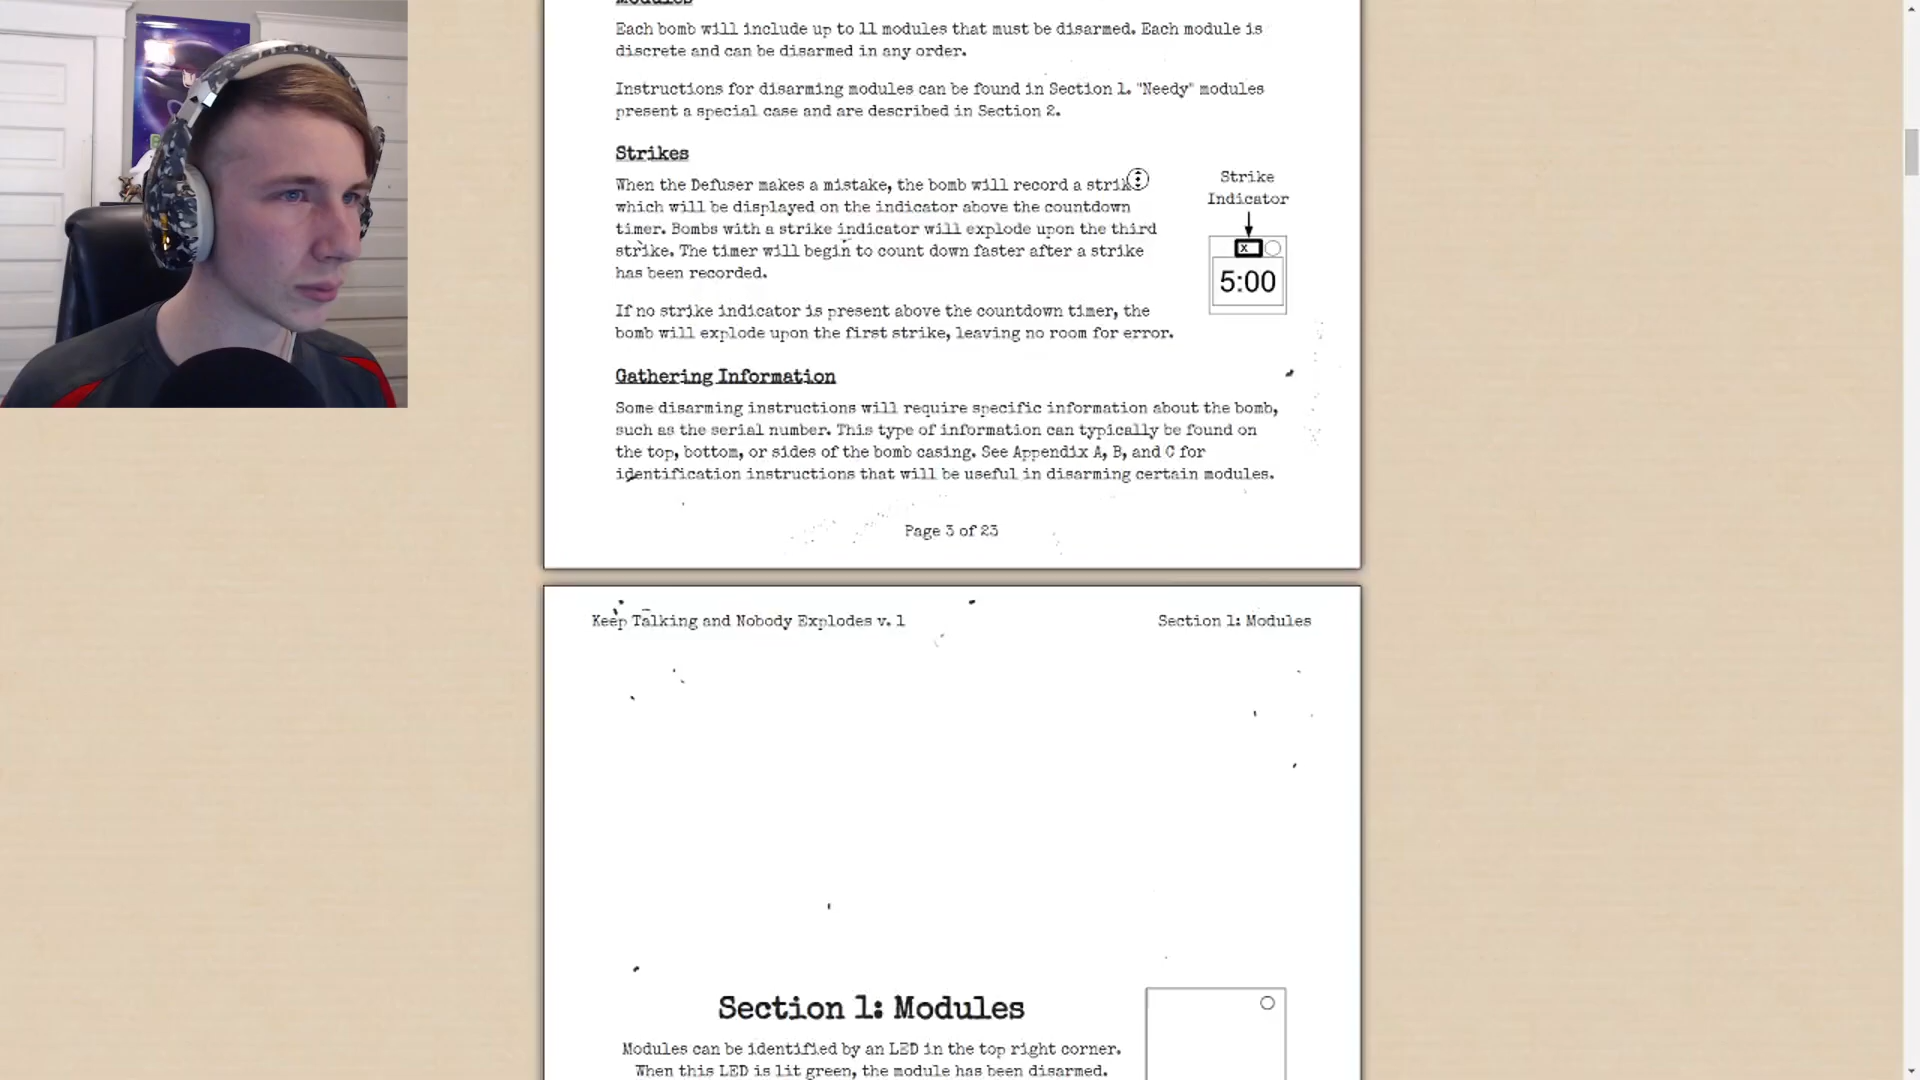 Modules
Each bomb will include up to 11 modules that must be disarmed. Each module is
discrete and can be disarmed in any order.
Instructions for disarming modules can be found in Section 1. "Needy" modules
present a special case and are described in Section 2.
Strikes
When the Defuser makes a mistake, the bomb will record a strik
which will be displayed on the indicator above the countdown
timer. Bombs with a strike indicator will explode upon the third
strike. The timer will begin to count down faster after a strike
has been recorded.
Strike
Indicator
X
5:00
If no strike indicator is present above the countdown timer, the
bomb will explode upon the first strike, leaving no room for error.
Gathering Information
Some disarming instructions will require specific information about the bomb,
such as the serial number. This type of information can typically be found on
the top, bottom, or sides of the bomb casing. See Appendix A, B, and C for
identification instructions that will be useful in disarming certain modules.
Page 3 of 23
Keep Talking and Nobody Explodes v. 1
Section 1: Modules
Section 1: Modules
Modules can be identified by an LED in the top right corner.
When this LED is lit green, the module has been disarmed.